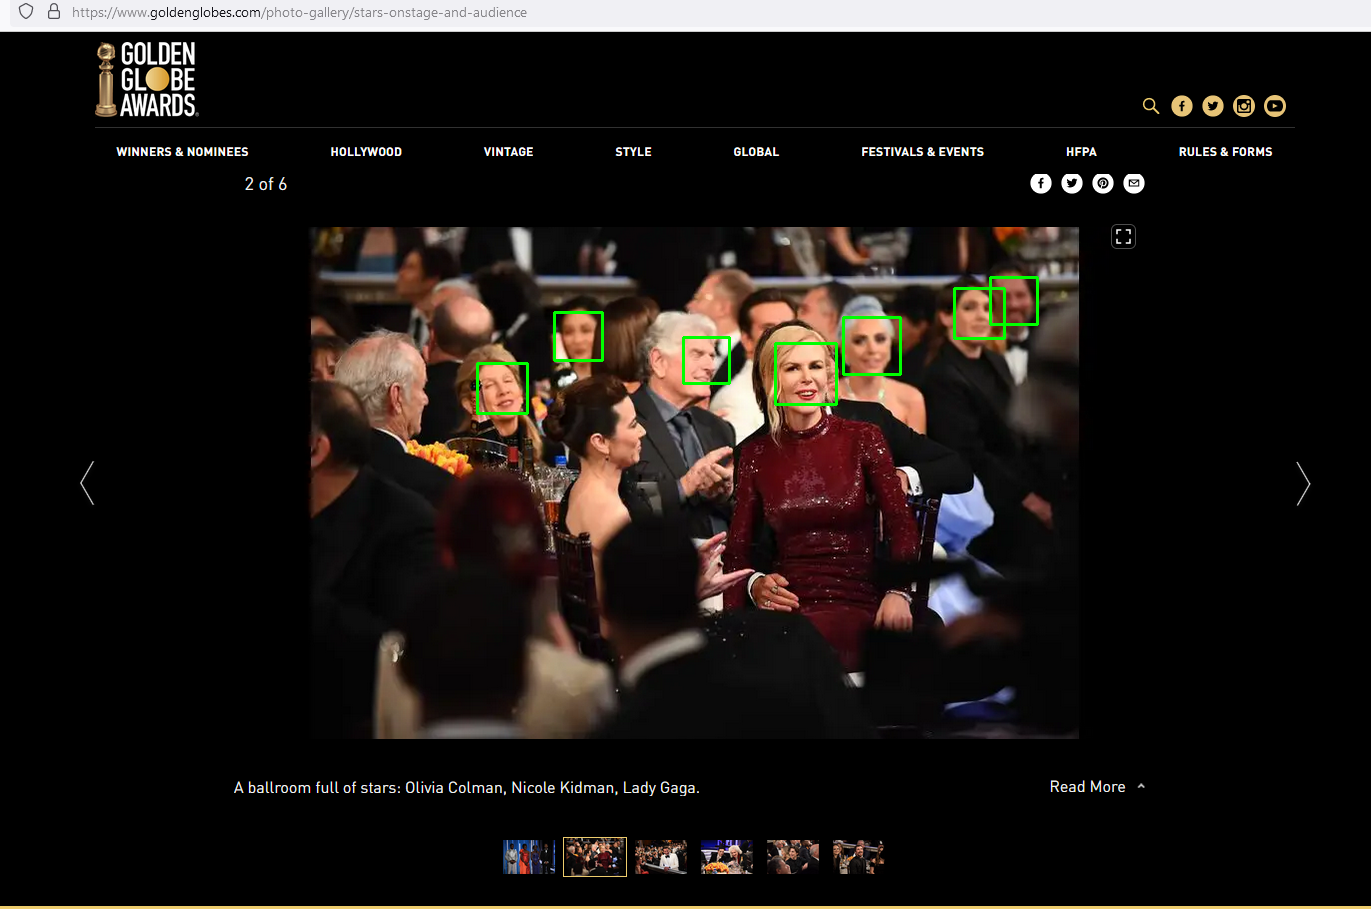 https://www.goldenglobes.com/photo-gallery/stars-onstage-and-audience
GOLDEN
GLOBE
AWARDS®
WINNERS & NOMINEES HOLLYWOOD VINTAGE STYLE GLOBAL FESTIVALS & EVENTS HFPA RULES & FORMS
2 of 6
A ballroom full of stars: Olivia Colman, Nicole Kidman, Lady Gaga.
Read More